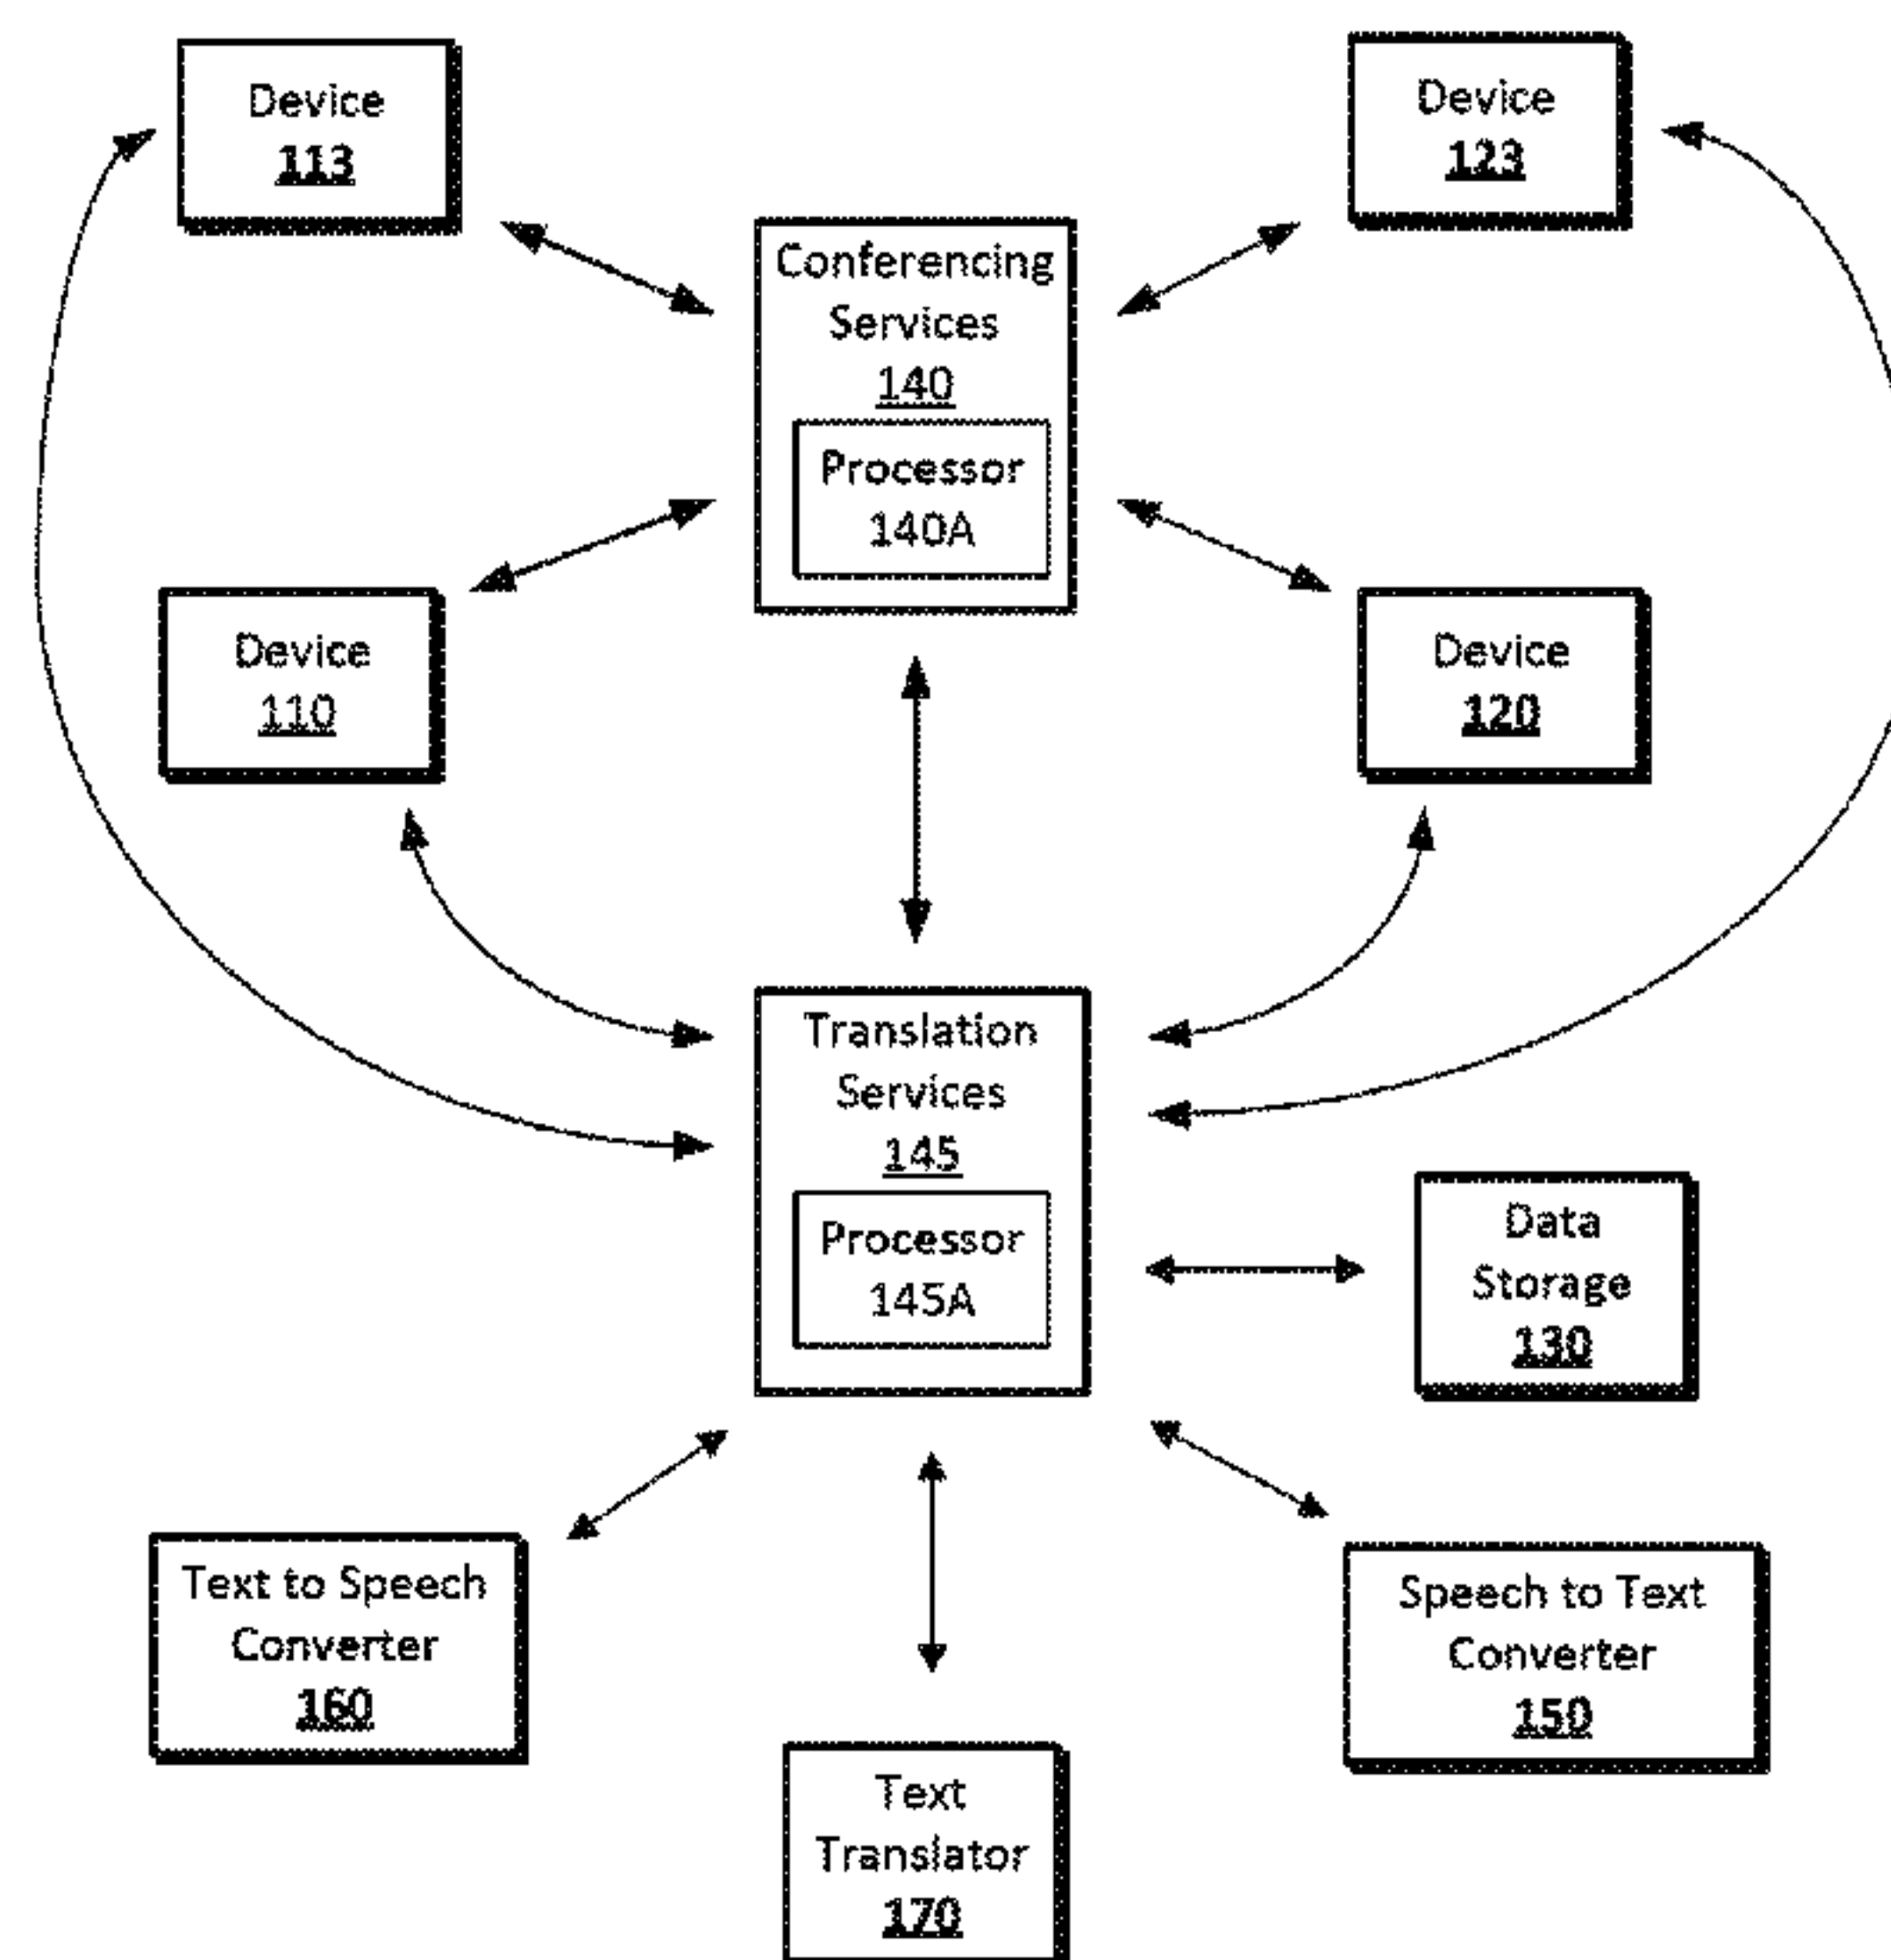 Device
113
Device
123
Conferencing
Services
140
Processor
140A
Device
110
Device
120
Translation
Services
145
Processor
145A
Data
Storage
130
Text to Speech
Converter
160
Speech to Text
Converter
150
Text
Translator
170